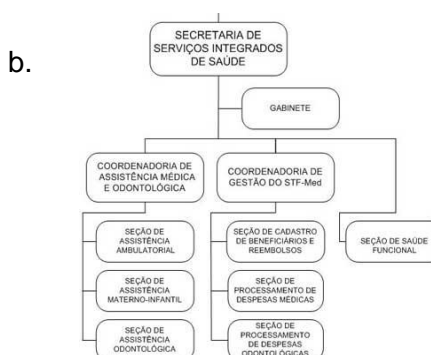 b.
SECRETARIA DE
SERVIÇOS INTEGRADOS
DE SAÚDE
GABINETE
COORDENADORIA DE
ASSISTÊNCIA MÉDICA
E ODONTOLÓGICA
COORDENADORIA DE
GESTÃO DO STF-Med
SEÇÃO DE
ASSISTÊNCIA
AMBULATORIAL
SEÇÃO DE
ASSISTÊNCIA
MATERNO-INFANTIL
SEÇÃO DE
ASSISTÊNCIA
ODONTOLÓGICA
SEÇÃO DE CADASTRO
DE BENEFICIÁRIOS E
REEMBOLSOS
SEÇÃO DE
PROCESSAMENTO DE
DESPESAS MÉDICAS
SEÇÃO DE
PROCESSAMENTO
DE DESPESAS
ODONTOLÓGICAS
SEÇÃO DE SAÚDE
FUNCIONAL